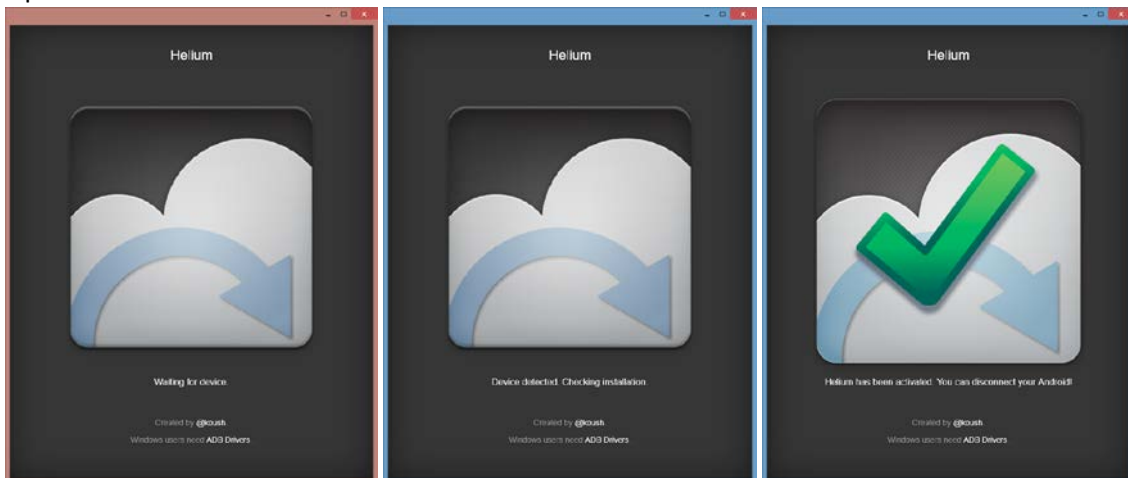 Helium
Waiting for device.
Created by @koush.
Windows users need ADB Drivers
Helium
Device detected. Checking installation.
Created by @koush.
Windows users need ADB Drivers
Helium
Helium has been activated. You can disconnect your Android!
Created by @koush.
Windows users need ADB Drivers